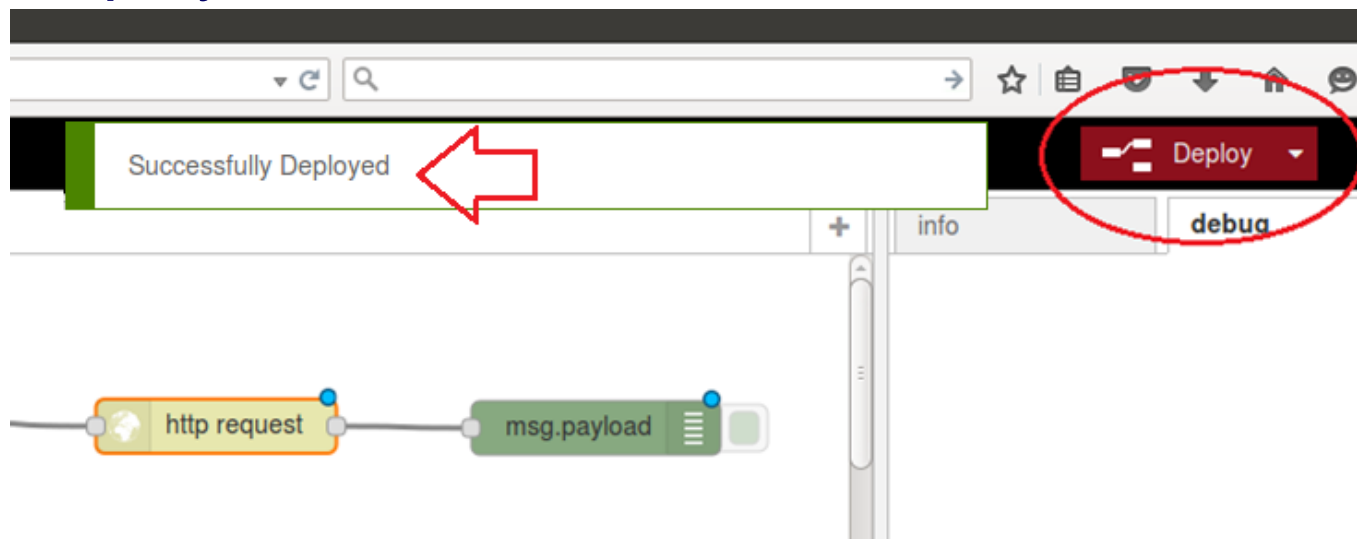 Successfully Deployed
Deploy
info
debug
http request
msg.payload